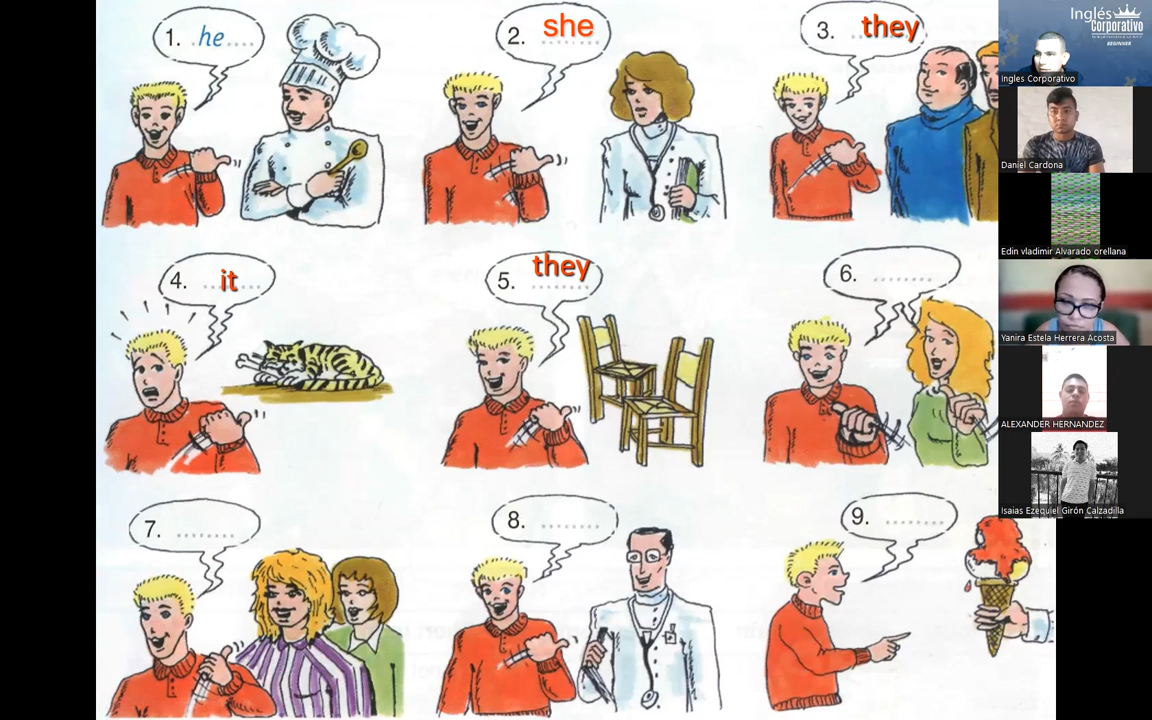 1. he
2. she
3. they
4. it
5. they
6.
7.
8.
9.
Inglés
Corporativo
BEGINNER
Ingles Corporativo
Daniel Cardona
Edin vladimir Alvarado orellana
Yanira Estela Herrera Acosta
ALEXANDER HERNANDEZ
Isaias Ezequiel Girón Calzadilla